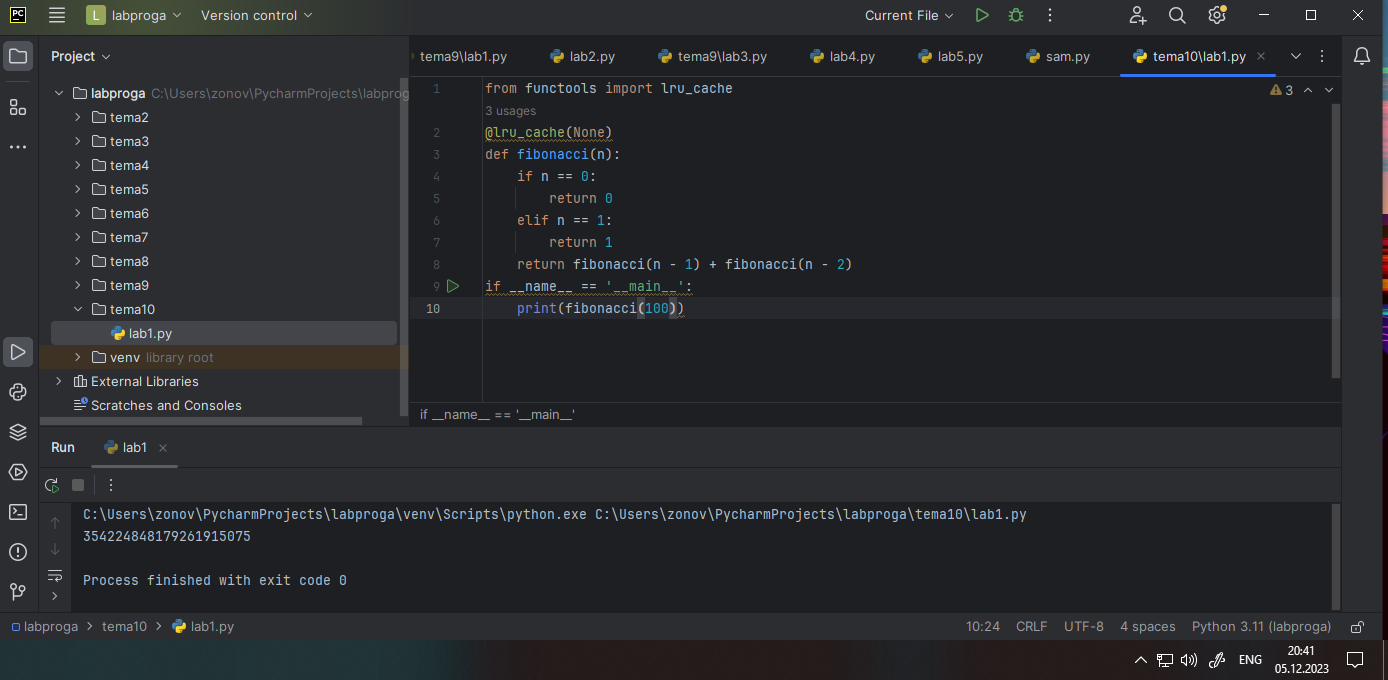 PC L labproga Version control Current File
Project
tema9\lab1.py lab2.py tema9\lab3.py lab4.py lab5.py sam.py tema10\lab1.py
labproga C:\Users\zonov\PycharmProjects\labprog
tema2
tema3
tema4
tema5
tema6
tema7
tema8
tema9
tema10
lab1.py
venv library root
External Libraries
Scratches and Consoles
1 from functools import lru_cache
3
3 usages
2 @lru_cache(None)
3 def fibonacci(n):
4 if n == 0:
5 return 0
6 elif n == 1:
7 return 1
8 return fibonacci(n - 1) + fibonacci(n - 2)
9 if __name__ == '__main__':
10 print(fibonacci(100))
if __name__ == '__main__'
Run lab1
C:\Users\zonov\PycharmProjects\labproga\venv\Scripts\python.exe C:\Users\zonov\PycharmProjects\labproga\tema10\lab1.py
354224848179261915075
Process finished with exit code 0
labproga > tema10 > lab1.py
10:24 CRLF UTF-8 4 spaces Python 3.11 (labproga)
ENG
20:41
05.12.2023